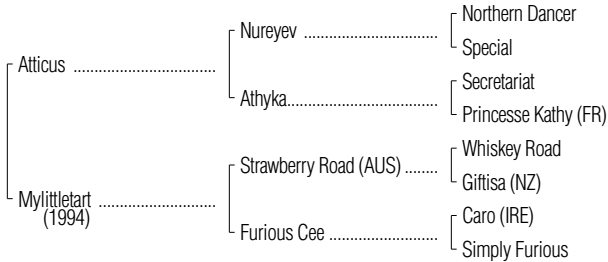 Northern Dancer
Nureyev ................................
Special
Atticus .................................
Secretariat
Athyka....................................
Princesse Kathy (FR)
Whiskey Road
Strawberry Road (AUS) ........
Giftisa (NZ)
Mylittletart ...........................
(1994)
Caro (IRE)
Furious Cee ..........................
Simply Furious